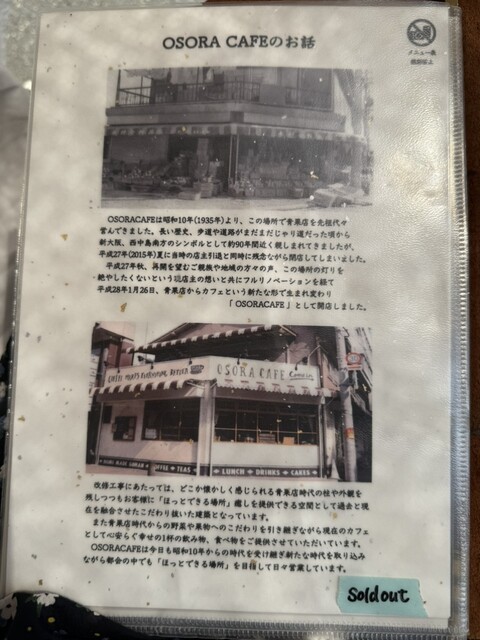 OSORA CAFEのお話
メニュー表
撮影禁止
OSORACAFEは昭和10年(1935年)より、この場所で青果店を先祖代々
営んできました。長い歴史、歩道や道路がまだまだじゃり道だった頃から
新大阪、西中島南方のシンボルとして約90年間近く親しまれてきましたが、
平成27年(2015年)夏に当時の店主引退と同時に残念ながら閉店してしまいました。
平成27年秋、再開を望むご親族や地域の方々の声、この場所の灯りを
絶やしたくないという現店主の想いと共にフルリノベーションを経て
平成28年1月26日、青果店からカフェという新たな形で生まれ変わり
「OSORACAFE」として開店しました。
OSORA CAFE
COFFEE ✦ TEAS ✦
✦ LUNCH ✦ DRINKS ✦ CAKES ✦
改修工事にあたっては、どこか懐かしく感じられる青果店時代の柱や外観を
残しつつもお客様に「ほっとできる場所」癒しを提供できる空間として過去と現
在を融合させたこだわり抜いた建築となっています。
また青果店時代からの野菜や果物へのこだわりを引き継ぎながら現在のカフェ
として心安らぐ幸せの1杯の飲み物、食べ物をご提供させていただいています。
OSORACAFEは今日も昭和10年からの時代を受け継ぎ新たな時代を取り込み
ながら都会の中でも「ほっとできる場所」を目指して日々営業しています。
Sold out